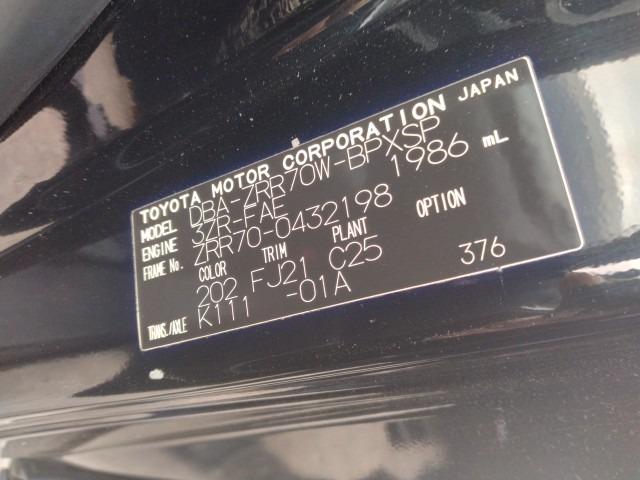 TOYOTA MOTOR CORPORATION JAPAN
MODEL DBA-ZRR70W-BPXSP
ENGINE 3ZR-FAE 1986 mL
FRAME No. ZRR70-0432198
COLOR TRIM PLANT OPTION
202 FJ21 C25 376
TRANS./AXLE K111 -01A